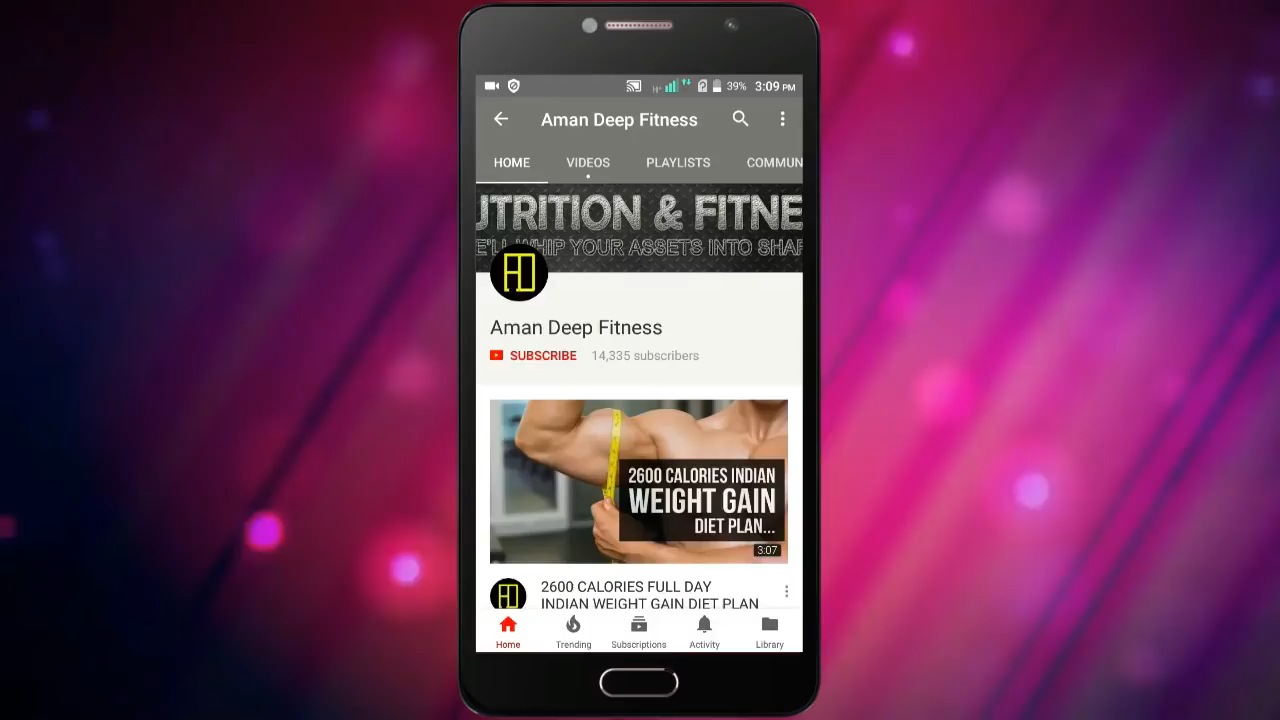 39% 3:09 PM
Aman Deep Fitness
HOME VIDEOS PLAYLISTS COMMUN
UTRITION & FITNE
E'LL WHIP YOUR ASSETS INTO SHAP
AD
Aman Deep Fitness
SUBSCRIBE 14,335 subscribers
2600 CALORIES INDIAN
WEIGHT GAIN
DIET PLAN...
3:07
AD
2600 CALORIES FULL DAY
INDIAN WEIGHT GAIN DIET PLAN
Home Trending Subscriptions Activity Library